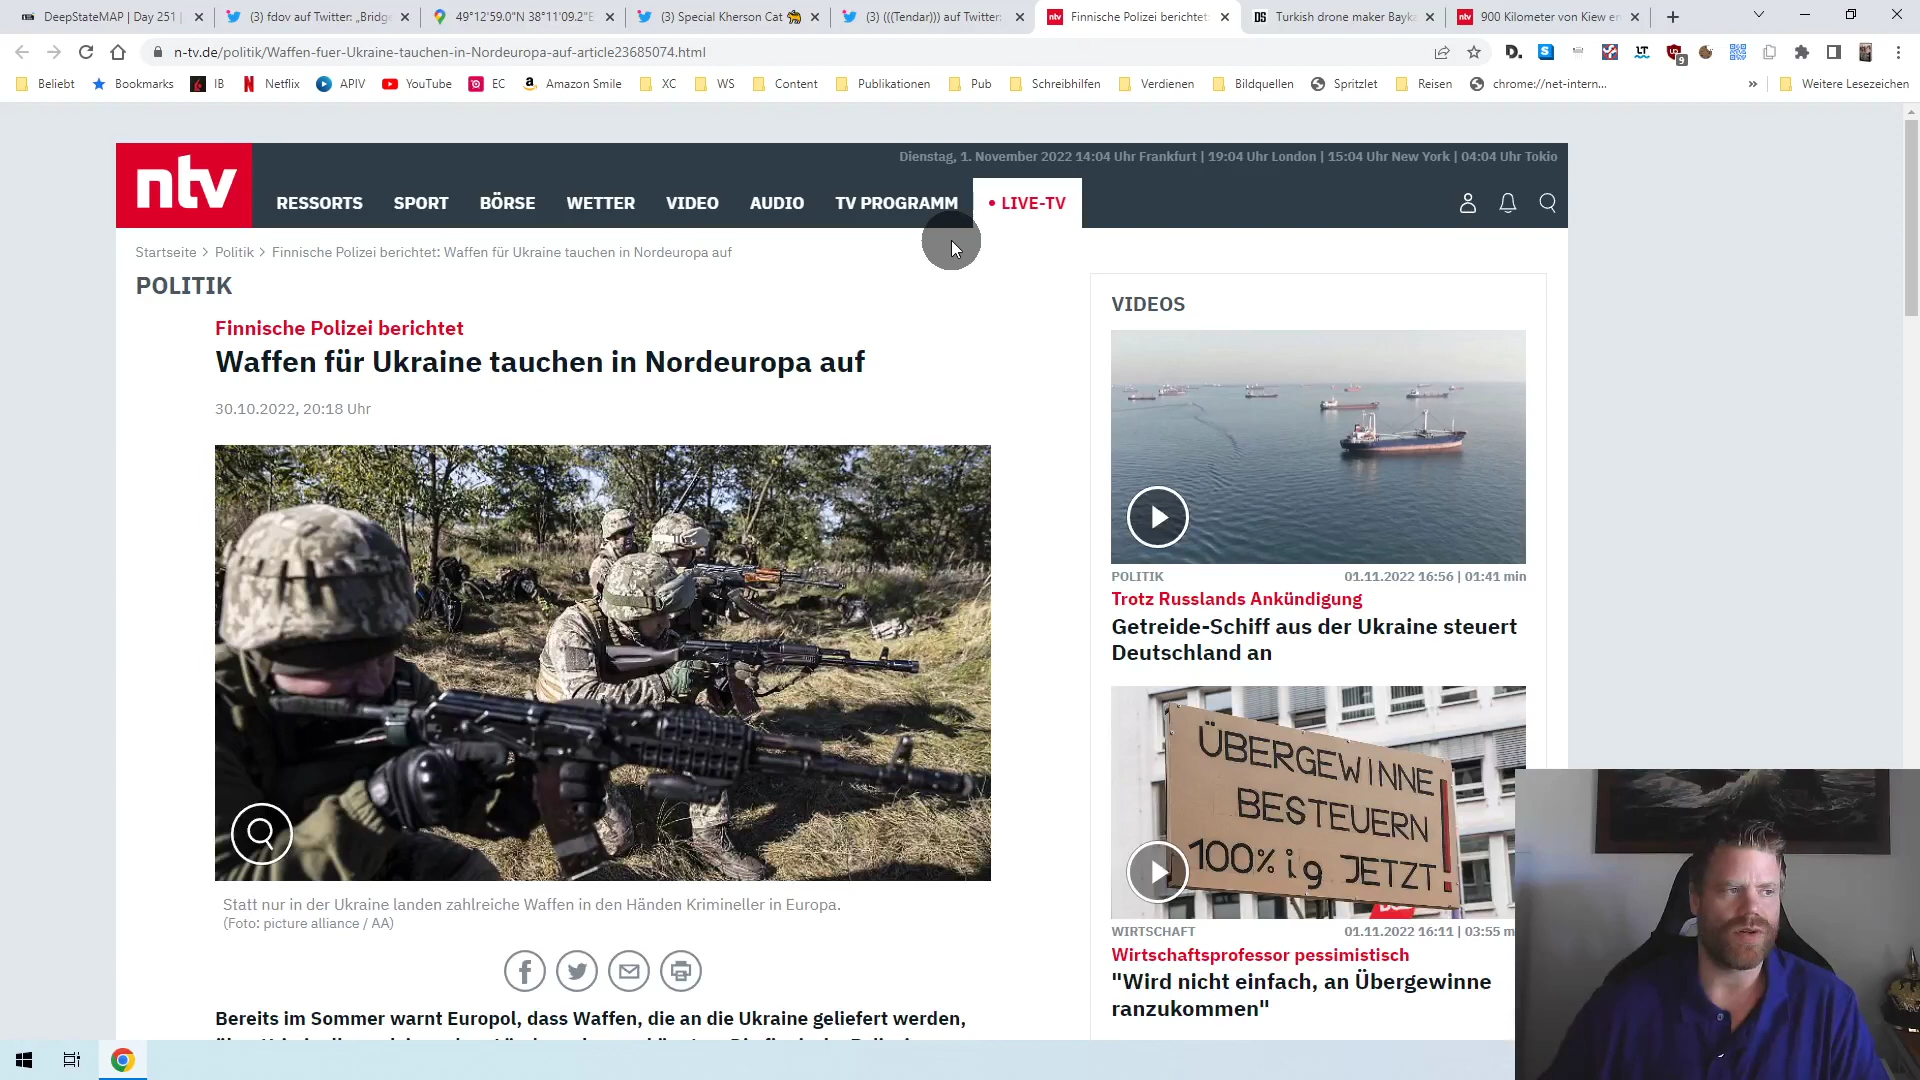 DeepStateMAP | Day 251
(3) fdov auf Twitter: „Bridge
49°12'59.0"N 38°11'09.2"E
(3) Special Kherson Cat
(3) (((Tendar))) auf Twitter:
Finnische Polizei berichtet:
Turkish drone maker Bayka
900 Kilometer von Kiew en
n-tv.de/politik/Waffen-fuer-Ukraine-tauchen-in-Nordeuropa-auf-article23685074.html
9
Beliebt
Bookmarks
IB
Netflix
APIV
YouTube
EC
Amazon Smile
XC
WS
Content
Publikationen
Pub
Schreibhilfen
Verdienen
Bildquellen
Spritzlet
Reisen
chrome://net-intern...
»
Weitere Lesezeichen
Dienstag, 1. November 2022 14:04 Uhr Frankfurt | 19:04 Uhr London | 15:04 Uhr New York | 04:04 Uhr Tokio
ntv
RESSORTS
SPORT
BÖRSE
WETTER
VIDEO
AUDIO
TV PROGRAMM
• LIVE-TV
Startseite > Politik > Finnische Polizei berichtet: Waffen für Ukraine tauchen in Nordeuropa auf
POLITIK
Finnische Polizei berichtet
Waffen für Ukraine tauchen in Nordeuropa auf
30.10.2022, 20:18 Uhr
Statt nur in der Ukraine landen zahlreiche Waffen in den Händen Krimineller in Europa.
(Foto: picture alliance / AA)
Bereits im Sommer warnt Europol, dass Waffen, die an die Ukraine geliefert werden,
VIDEOS
POLITIK
01.11.2022 16:56 | 01:41 min
Trotz Russlands Ankündigung
Getreide-Schiff aus der Ukraine steuert
Deutschland an
ÜBERGEWINNE
BESTEUERN
100% ig JETZT!
WIRTSCHAFT
01.11.2022 16:11 | 03:55 m
Wirtschaftsprofessor pessimistisch
"Wird nicht einfach, an Übergewinne
ranzukommen"